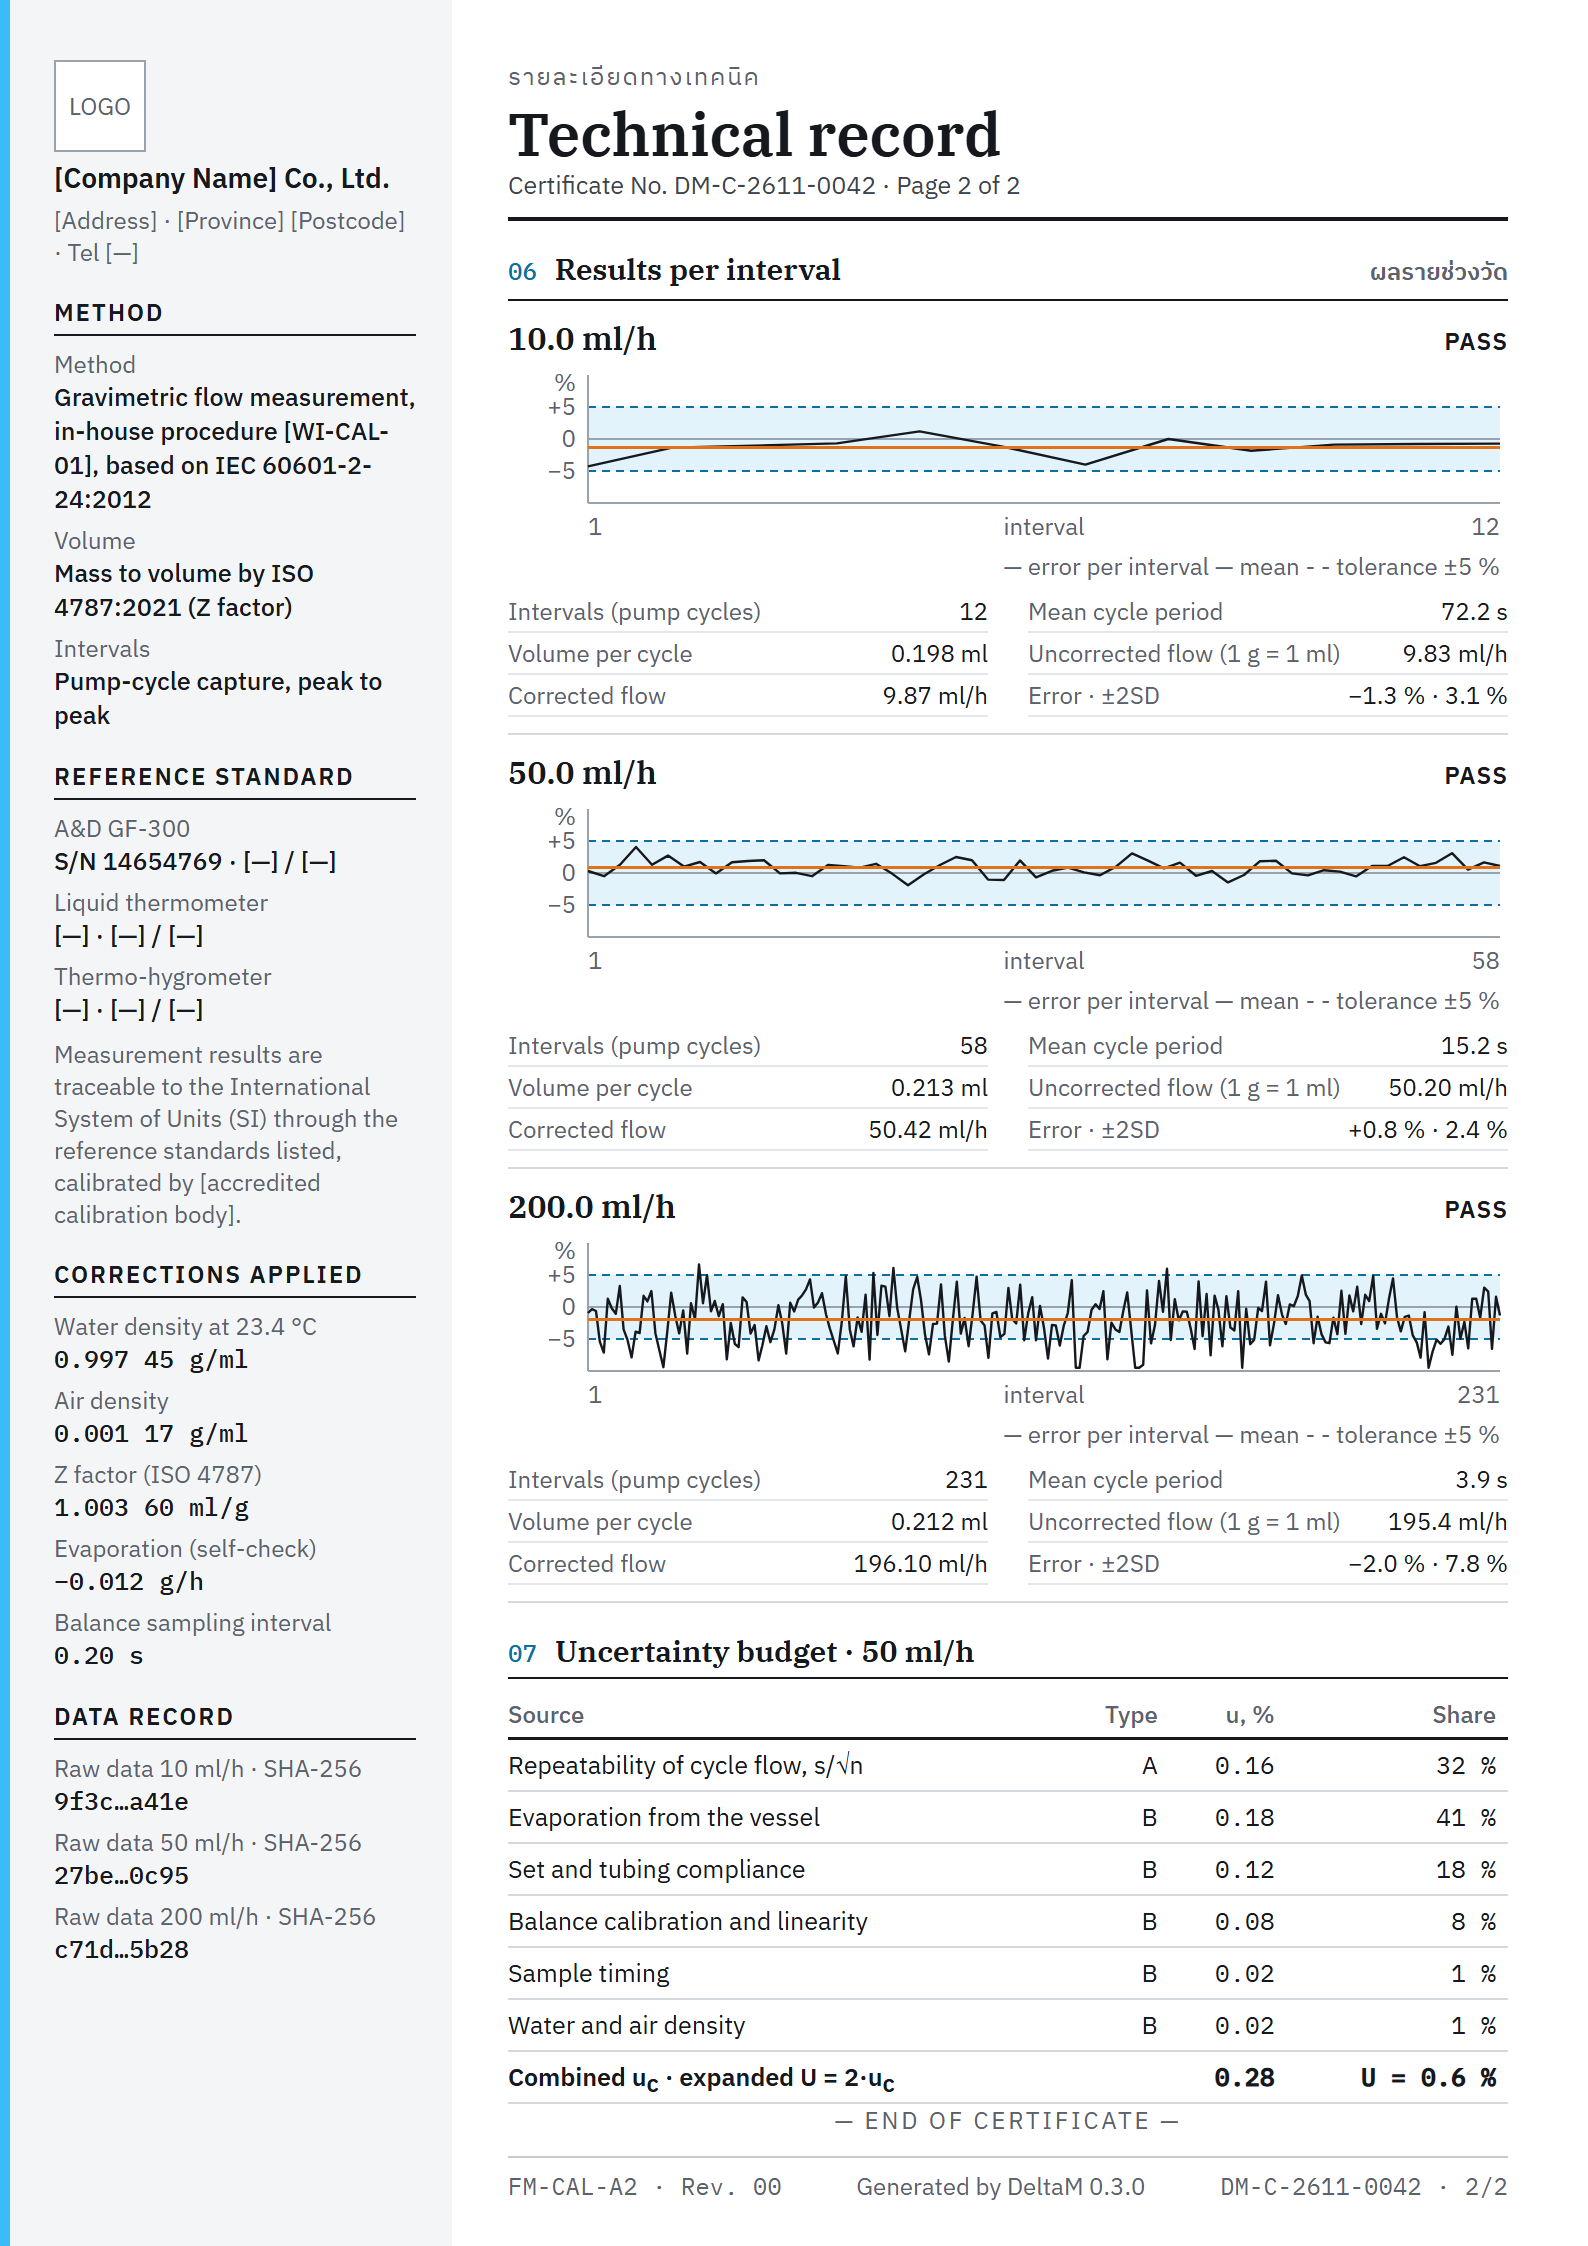 LOGO
[Company Name] Co., Ltd.
[Address] · [Province] [Postcode]
· Tel [—]
METHOD
Method
Gravimetric flow measurement,
in-house procedure [WI-CAL-
01], based on IEC 60601-2-
24:2012
Volume
Mass to volume by ISO
4787:2021 (Z factor)
Intervals
Pump-cycle capture, peak to
peak
REFERENCE STANDARD
A&D GF-300
S/N 14654769 · [—] / [—]
Liquid thermometer
[—] · [—] / [—]
Thermo-hygrometer
[—] · [—] / [—]
Measurement results are
traceable to the International
System of Units (SI) through the
reference standards listed,
calibrated by [accredited
calibration body].
CORRECTIONS APPLIED
Water density at 23.4 °C
0.997 45 g/ml
Air density
0.001 17 g/ml
Z factor (ISO 4787)
1.003 60 ml/g
Evaporation (self-check)
−0.012 g/h
Balance sampling interval
0.20 s
DATA RECORD
Raw data 10 ml/h · SHA-256
9f3c…a41e
Raw data 50 ml/h · SHA-256
27be…0c95
Raw data 200 ml/h · SHA-256
c71d…5b28
รายละเอียดทางเทคนิค
Technical record
Certificate No. DM-C-2611-0042 · Page 2 of 2
06 Results per interval ผลรายช่วงวัด
10.0 ml/h PASS
%
+5
0
−5
1 interval 12
— error per interval — mean - - tolerance ±5 %
Intervals (pump cycles) 12 Mean cycle period 72.2 s
Volume per cycle 0.198 ml Uncorrected flow (1 g = 1 ml) 9.83 ml/h
Corrected flow 9.87 ml/h Error · ±2SD −1.3 % · 3.1 %
50.0 ml/h PASS
%
+5
0
−5
1 interval 58
— error per interval — mean - - tolerance ±5 %
Intervals (pump cycles) 58 Mean cycle period 15.2 s
Volume per cycle 0.213 ml Uncorrected flow (1 g = 1 ml) 50.20 ml/h
Corrected flow 50.42 ml/h Error · ±2SD +0.8 % · 2.4 %
200.0 ml/h PASS
%
+5
0
−5
1 interval 231
— error per interval — mean - - tolerance ±5 %
Intervals (pump cycles) 231 Mean cycle period 3.9 s
Volume per cycle 0.212 ml Uncorrected flow (1 g = 1 ml) 195.4 ml/h
Corrected flow 196.10 ml/h Error · ±2SD −2.0 % · 7.8 %
07 Uncertainty budget · 50 ml/h
Source Type u, % Share
Repeatability of cycle flow, s/√n A 0.16 32 %
Evaporation from the vessel B 0.18 41 %
Set and tubing compliance B 0.12 18 %
Balance calibration and linearity B 0.08 8 %
Sample timing B 0.02 1 %
Water and air density B 0.02 1 %
Combined uc · expanded U = 2·uc 0.28 U = 0.6 %
— END OF CERTIFICATE —
FM-CAL-A2 · Rev. 00 Generated by DeltaM 0.3.0 DM-C-2611-0042 · 2/2